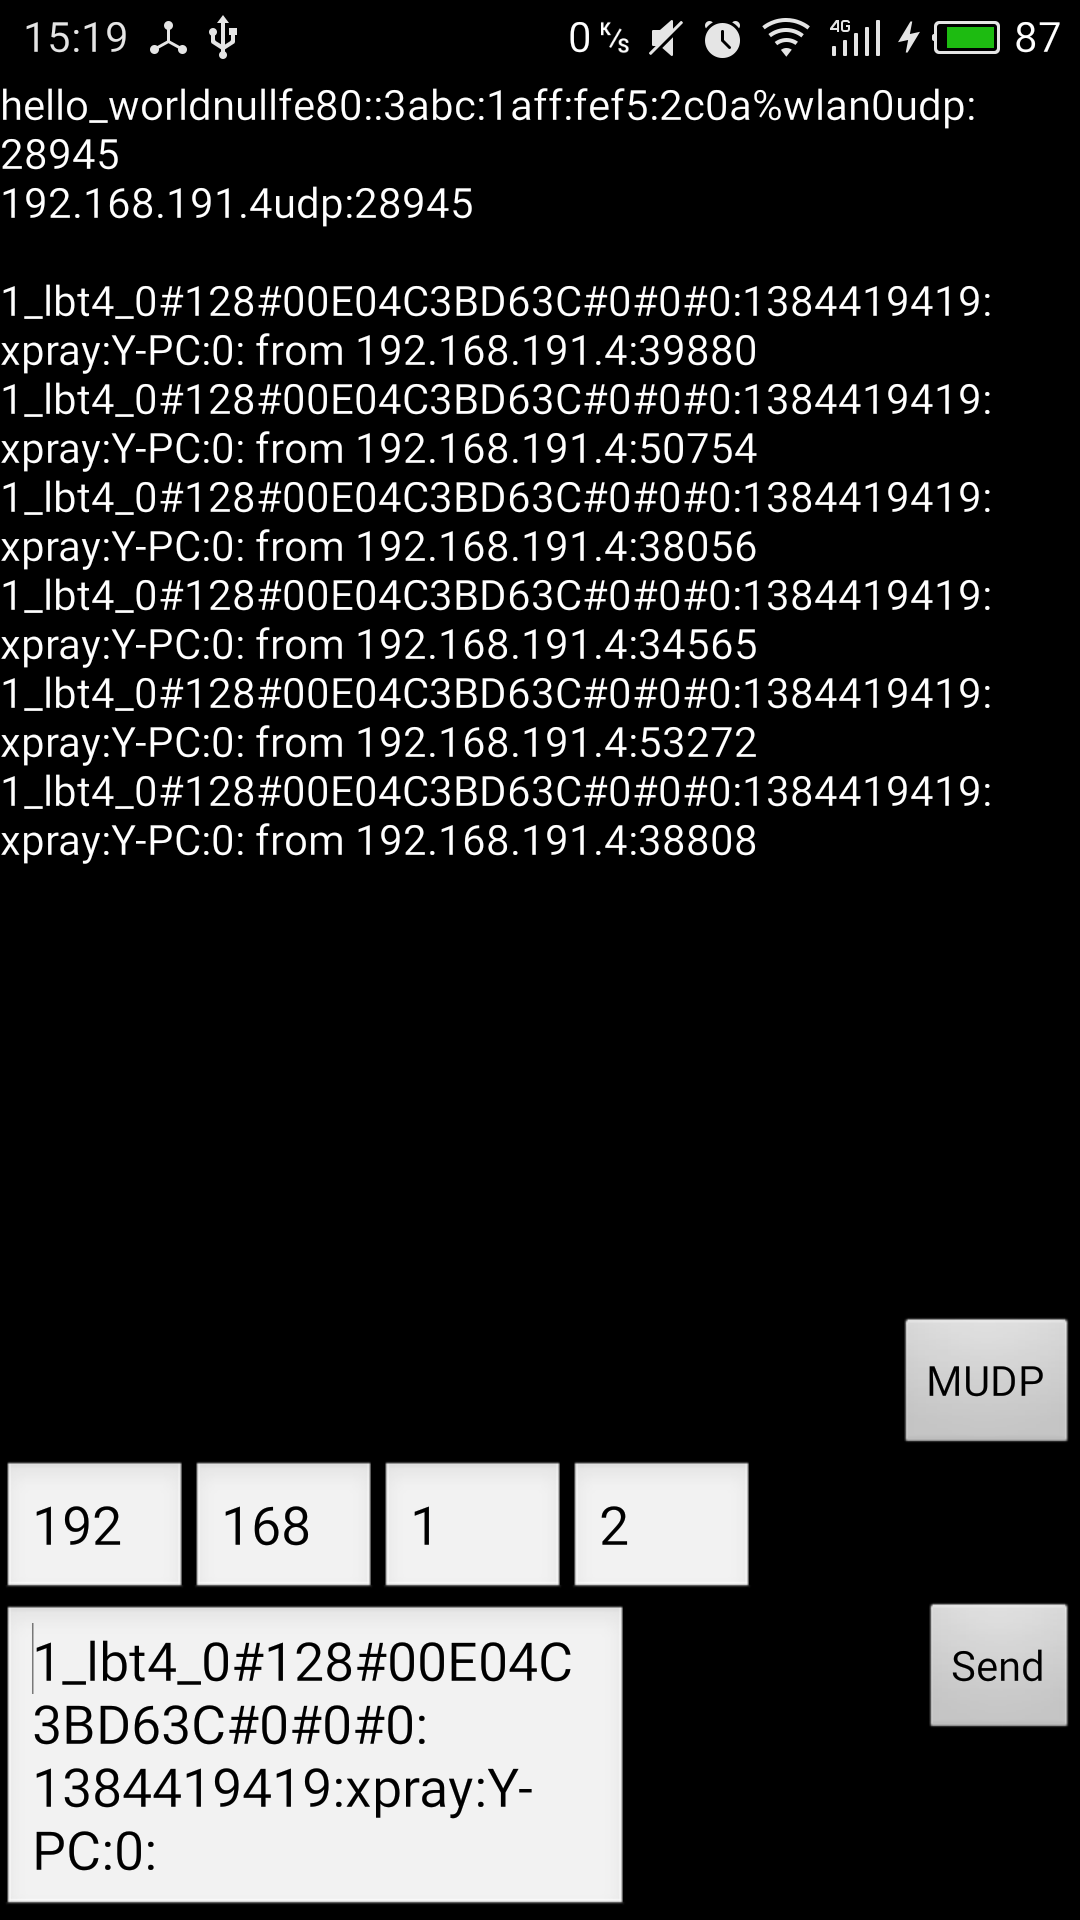 15:19 0 K/s 4G 87
hello_worldnullfe80::3abc:1aff:fef5:2c0a%wlan0udp:
28945
192.168.191.4udp:28945
1_lbt4_0#128#00E04C3BD63C#0#0#0:1384419419:
xpray:Y-PC:0: from 192.168.191.4:39880
1_lbt4_0#128#00E04C3BD63C#0#0#0:1384419419:
xpray:Y-PC:0: from 192.168.191.4:50754
1_lbt4_0#128#00E04C3BD63C#0#0#0:1384419419:
xpray:Y-PC:0: from 192.168.191.4:38056
1_lbt4_0#128#00E04C3BD63C#0#0#0:1384419419:
xpray:Y-PC:0: from 192.168.191.4:34565
1_lbt4_0#128#00E04C3BD63C#0#0#0:1384419419:
xpray:Y-PC:0: from 192.168.191.4:53272
1_lbt4_0#128#00E04C3BD63C#0#0#0:1384419419:
xpray:Y-PC:0: from 192.168.191.4:38808
MUDP
192 168 1 2
1_lbt4_0#128#00E04C
3BD63C#0#0#0:
1384419419:xpray:Y-
PC:0:
Send